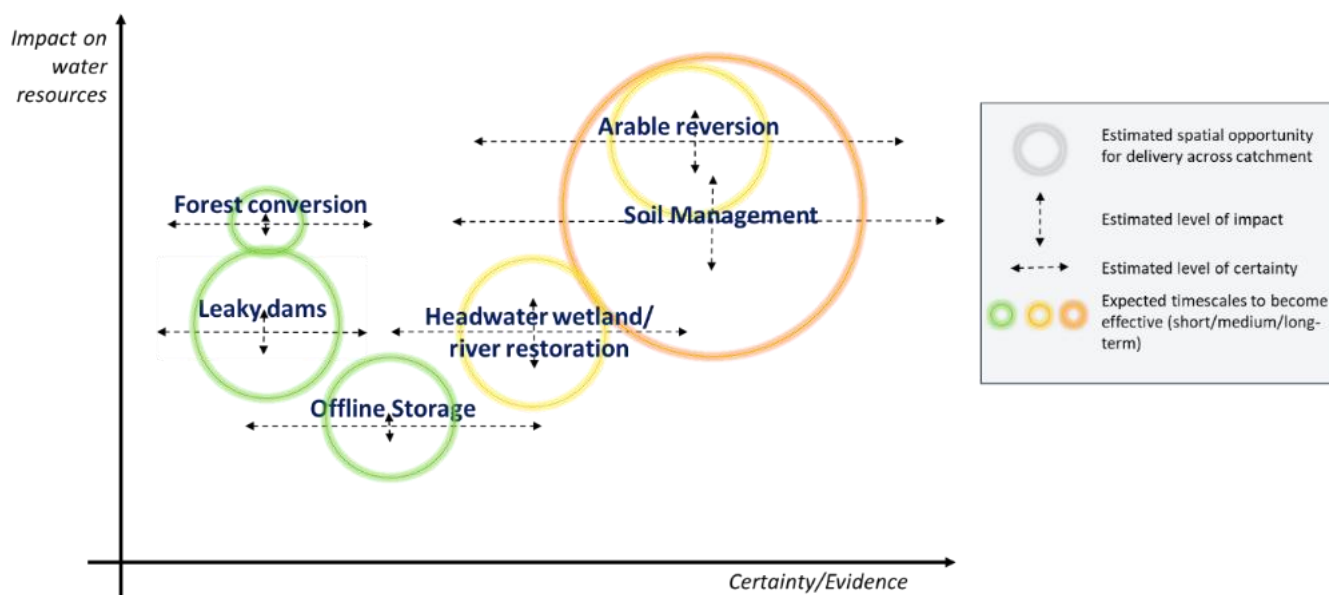 Impact on
water
resources
Arable reversion
Forest conversion
Soil Management
Leaky dams
Headwater wetland/
river restoration
Offline Storage
Certainty/Evidence
Estimated spatial opportunity
for delivery across catchment
Estimated level of impact
Estimated level of certainty
Expected timescales to become
effective (short/medium/long-
term)